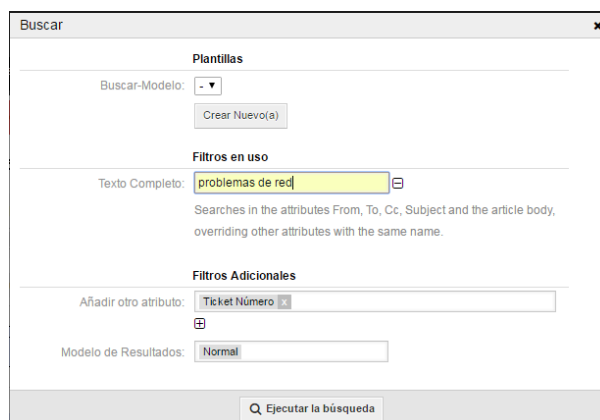 Buscar
Plantillas
Buscar-Modelo: -
Crear Nuevo(a)
Filtros en uso
Texto Completo: problemas de red
Searches in the attributes From, To, Cc, Subject and the article body,
overriding other attributes with the same name.
Filtros Adicionales
Añadir otro atributo: Ticket Número x
Modelo de Resultados: Normal
Ejecutar la búsqueda